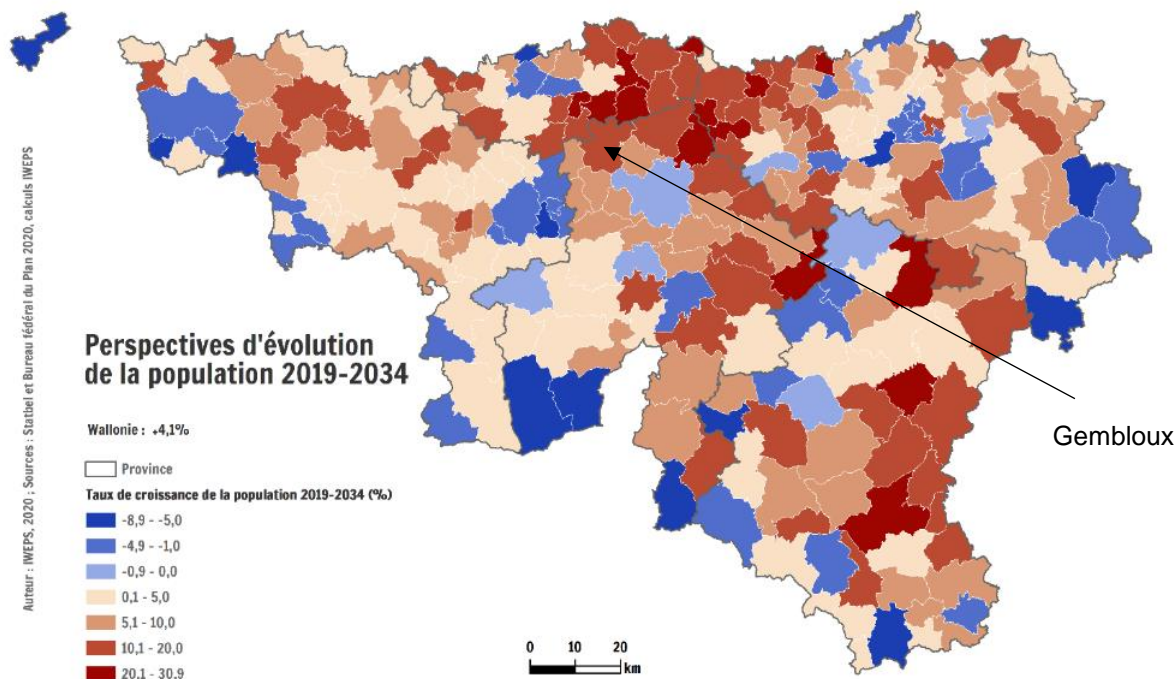 Perspectives d'évolution
de la population 2019-2034
Wallonie : +4,1%
Province
Taux de croissance de la population 2019-2034 (%)
-8,9 - -5,0
-4,9 - -1,0
-0,9 - 0,0
0,1 - 5,0
5,1 - 10,0
10,1 - 20,0
20,1 - 30,9
Auteur : IWEPS, 2020 ; Sources : Statbel et Bureau fédéral du Plan 2020, calculs IWEPS
0 10 20
km
Gembloux